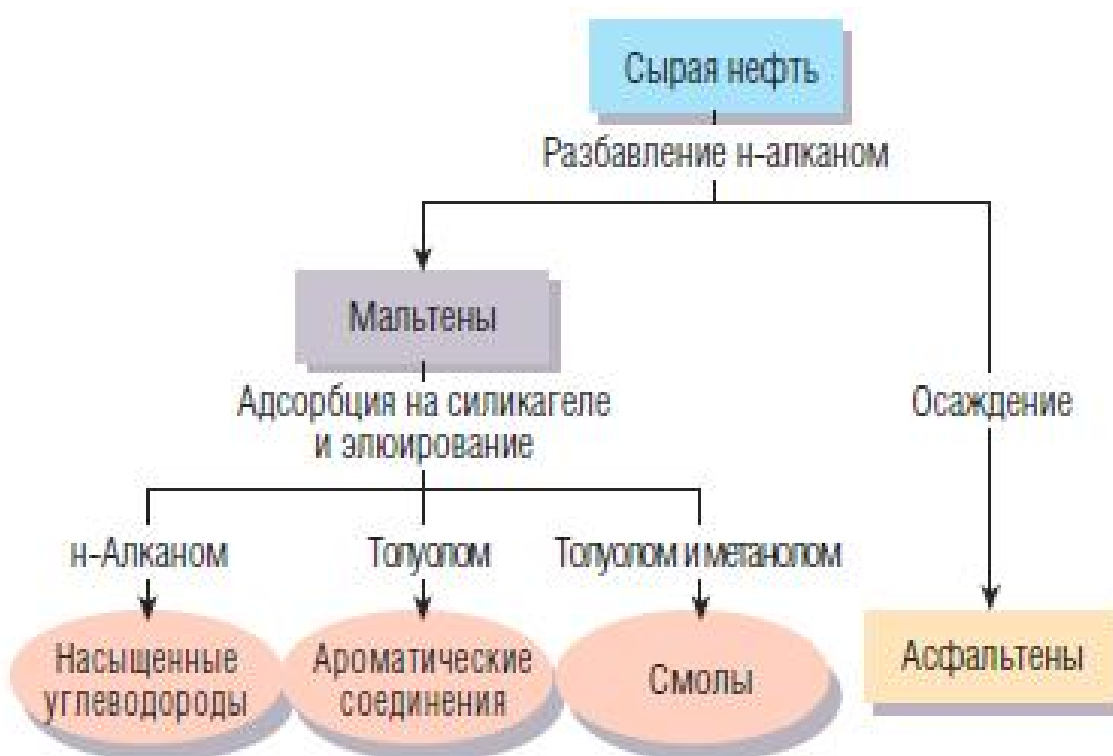 Сырая нефть
Разбавление н-алканом
Мальтены
Адсорбция на силикагеле
и элюирование
Осаждение
н-Алканом
Толуолом
Толуолом и метанолом
Насыщенные
углеводороды
Ароматические
соединения
Смолы
Асфальтены